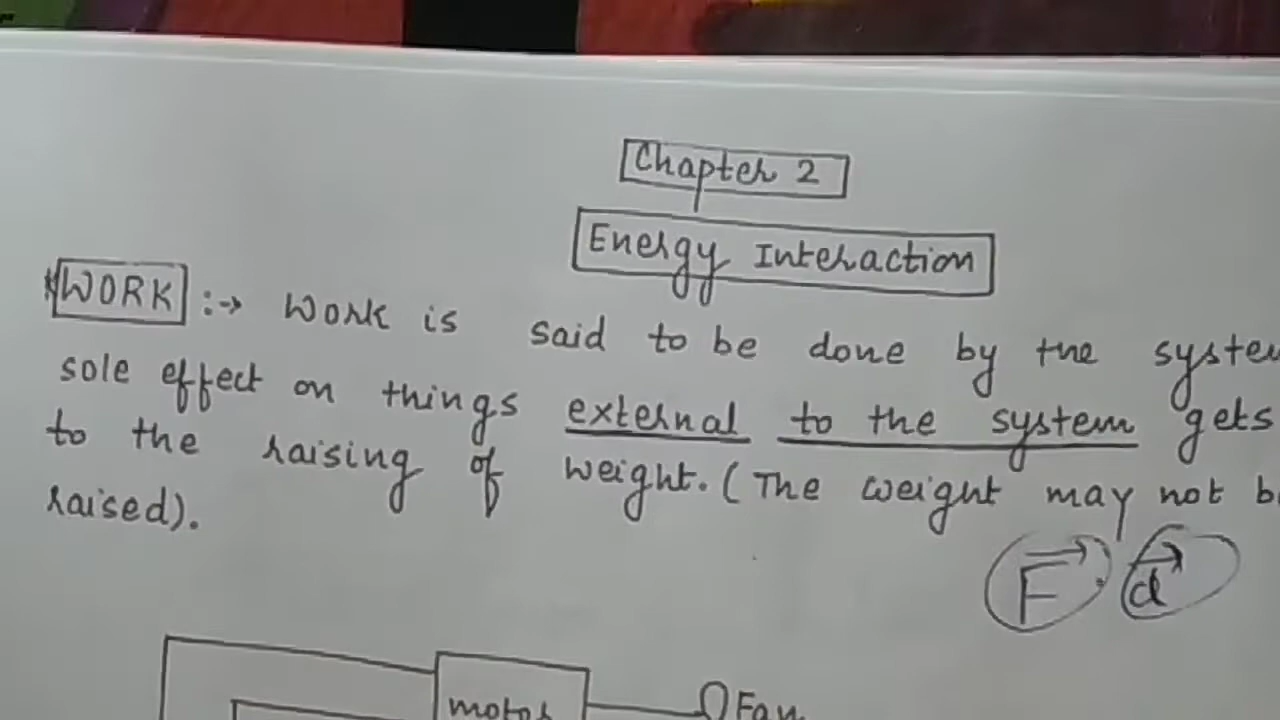 Chapter 2
Energy Interaction
WORK :→ Work is said to be done by the
sole effect on things external to the system gets
to the raising of weight. (The weight may not
raised).
F . d
motor
Fan